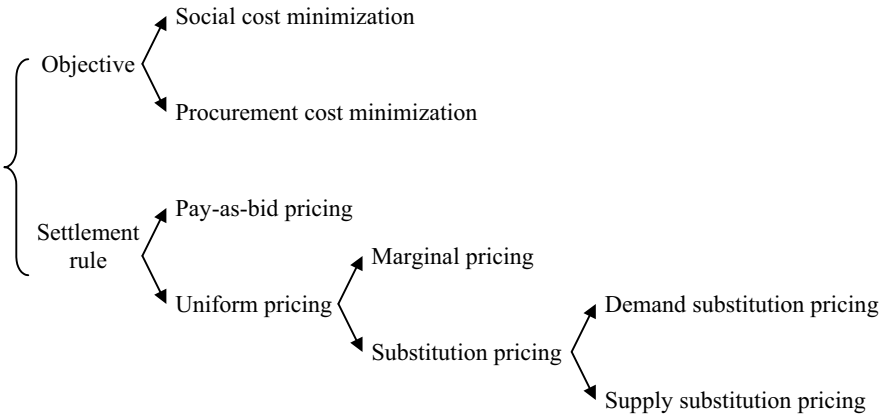 Social cost minimization
Objective
Procurement cost minimization
Pay-as-bid pricing
Settlement
rule
Marginal pricing
Uniform pricing
Demand substitution pricing
Substitution pricing
Supply substitution pricing